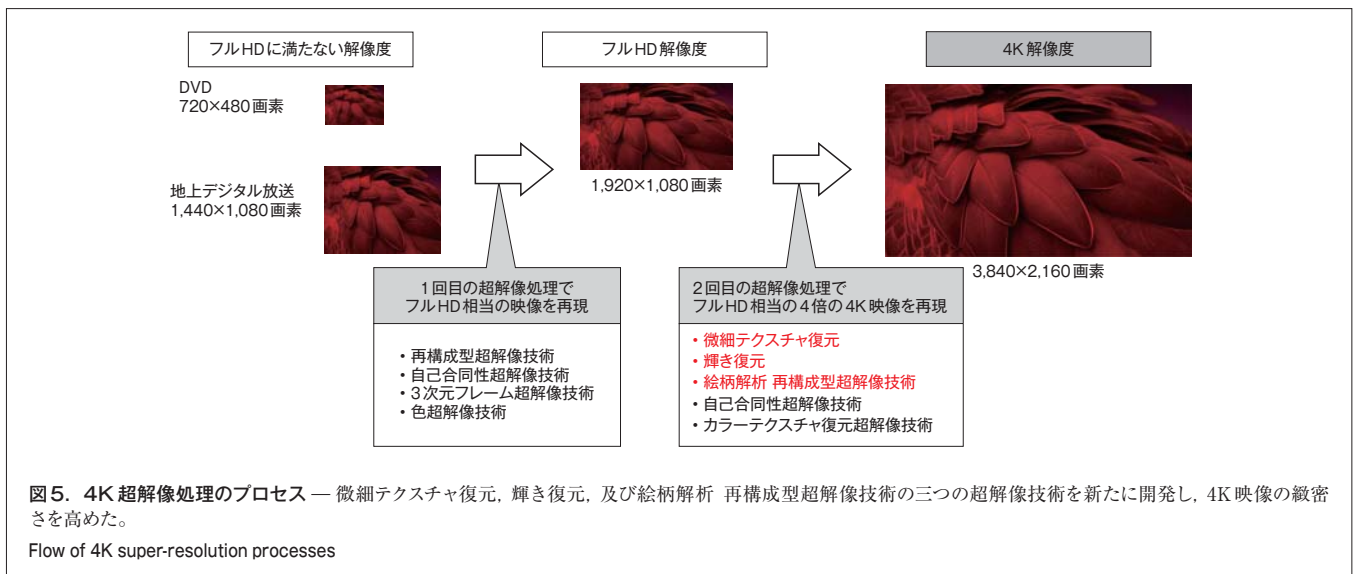 フルHDに満たない解像度
フルHD解像度
4K解像度
DVD
720×480画素
地上デジタル放送
1,440×1,080画素
1,920×1,080画素
3,840×2,160画素
1回目の超解像処理で
フルHD相当の映像を再現
・再構成型超解像技術
・自己合同性超解像技術
・3次元フレーム超解像技術
・色超解像技術
2回目の超解像処理で
フルHD相当の4倍の4K映像を再現
・微細テクスチャ復元
・輝き復元
・絵柄解析 再構成型超解像技術
・自己合同性超解像技術
・カラーテクスチャ復元超解像技術
図5. 4K超解像処理のプロセス — 微細テクスチャ復元, 輝き復元, 及び絵柄解析 再構成型超解像技術の三つの超解像技術を新たに開発し, 4K映像の緻密
さを高めた。
Flow of 4K super-resolution processes